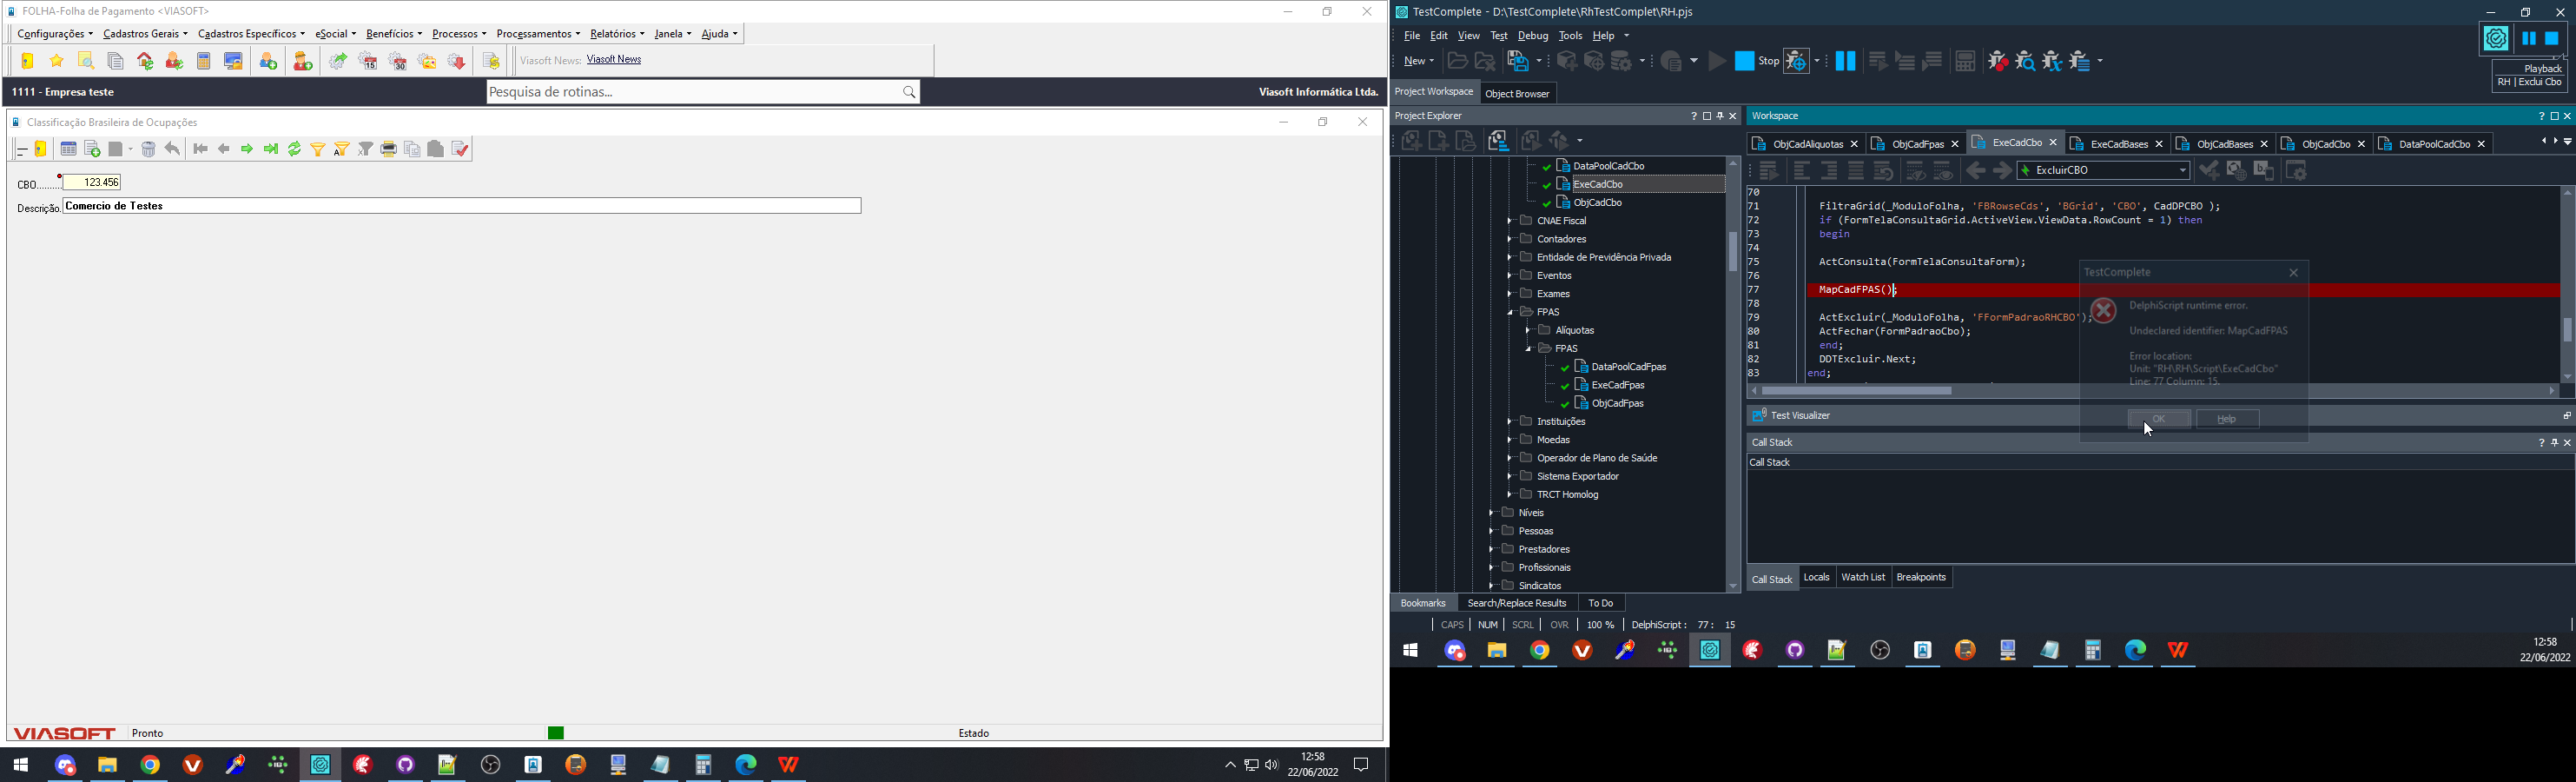 FOLHA-Folha de Pagamento <VIASOFT>
Configurações Cadastros Gerais Cadastros Específicos eSocial Benefícios Processos Processamentos Relatórios Janela Ajuda
Viasoft News: Viasoft News
1111 - Empresa teste
Pesquisa de rotinas...
Viasoft Informática Ltda.
Classificação Brasileira de Ocupações
CBO......... 123.456
Descrição. Comercio de Testes
VIASOFT Pronto Estado
12:58
22/06/2022
TestComplete - D:\TestComplete\RhTestComplet\RH.pjs
File Edit View Test Debug Tools Help
New Stop
Playback
RH | Exclui Cbo
Project Workspace Object Browser
Project Explorer
DataPoolCadCbo
ExeCadCbo
ObjCadCbo
CNAE Fiscal
Contadores
Entidade de Previdência Privada
Eventos
Exames
FPAS
Alíquotas
FPAS
DataPoolCadFpas
ExeCadFpas
ObjCadFpas
Instituições
Moedas
Operador de Plano de Saúde
Sistema Exportador
TRCT Homolog
Níveis
Pessoas
Prestadores
Profissionais
Sindicatos
Bookmarks Search/Replace Results To Do
Workspace
ObjCadAliquotas ObjCadFpas ExeCadCbo ExeCadBases ObjCadBases ObjCadCbo DataPoolCadCbo
ExcluirCBO
70
71 FiltraGrid(_ModuloFolha, 'FBRowseCds', 'BGrid', 'CBO', CadDPCBO );
72 if (FormTelaConsultaGrid.ActiveView.ViewData.RowCount = 1) then
73 begin
74
75 ActConsulta(FormTelaConsultaForm);
76
77 MapCadFPAS();
78
79 ActExcluir(_ModuloFolha, 'FFormPadraoRHCBO');
80 ActFechar(FormPadraoCbo);
81 end;
82 DDTExcluir.Next;
83 end;
TestComplete
DelphiScript runtime error.
Undeclared identifier: MapCadFPAS
Error location:
Unit: "RH\RH\Script\ExeCadCbo"
Line: 77 Column: 15.
OK Help
Test Visualizer
Call Stack
Call Stack
Call Stack Locals Watch List Breakpoints
CAPS NUM SCRL OVR 100 % DelphiScript : 77: 15
12:58
22/06/2022